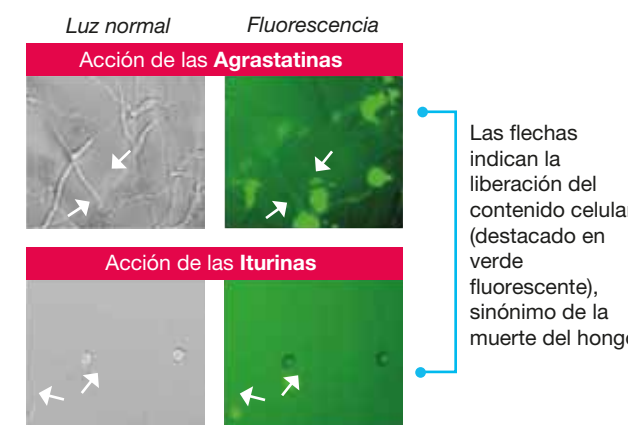 Luz normal Fluorescencia
Acción de las Agrastatinas
Las flechas
indican la
liberación del
contenido celular
(destacado en
verde
fluorescente),
sinónimo de la
muerte del hongo
Acción de las Iturinas